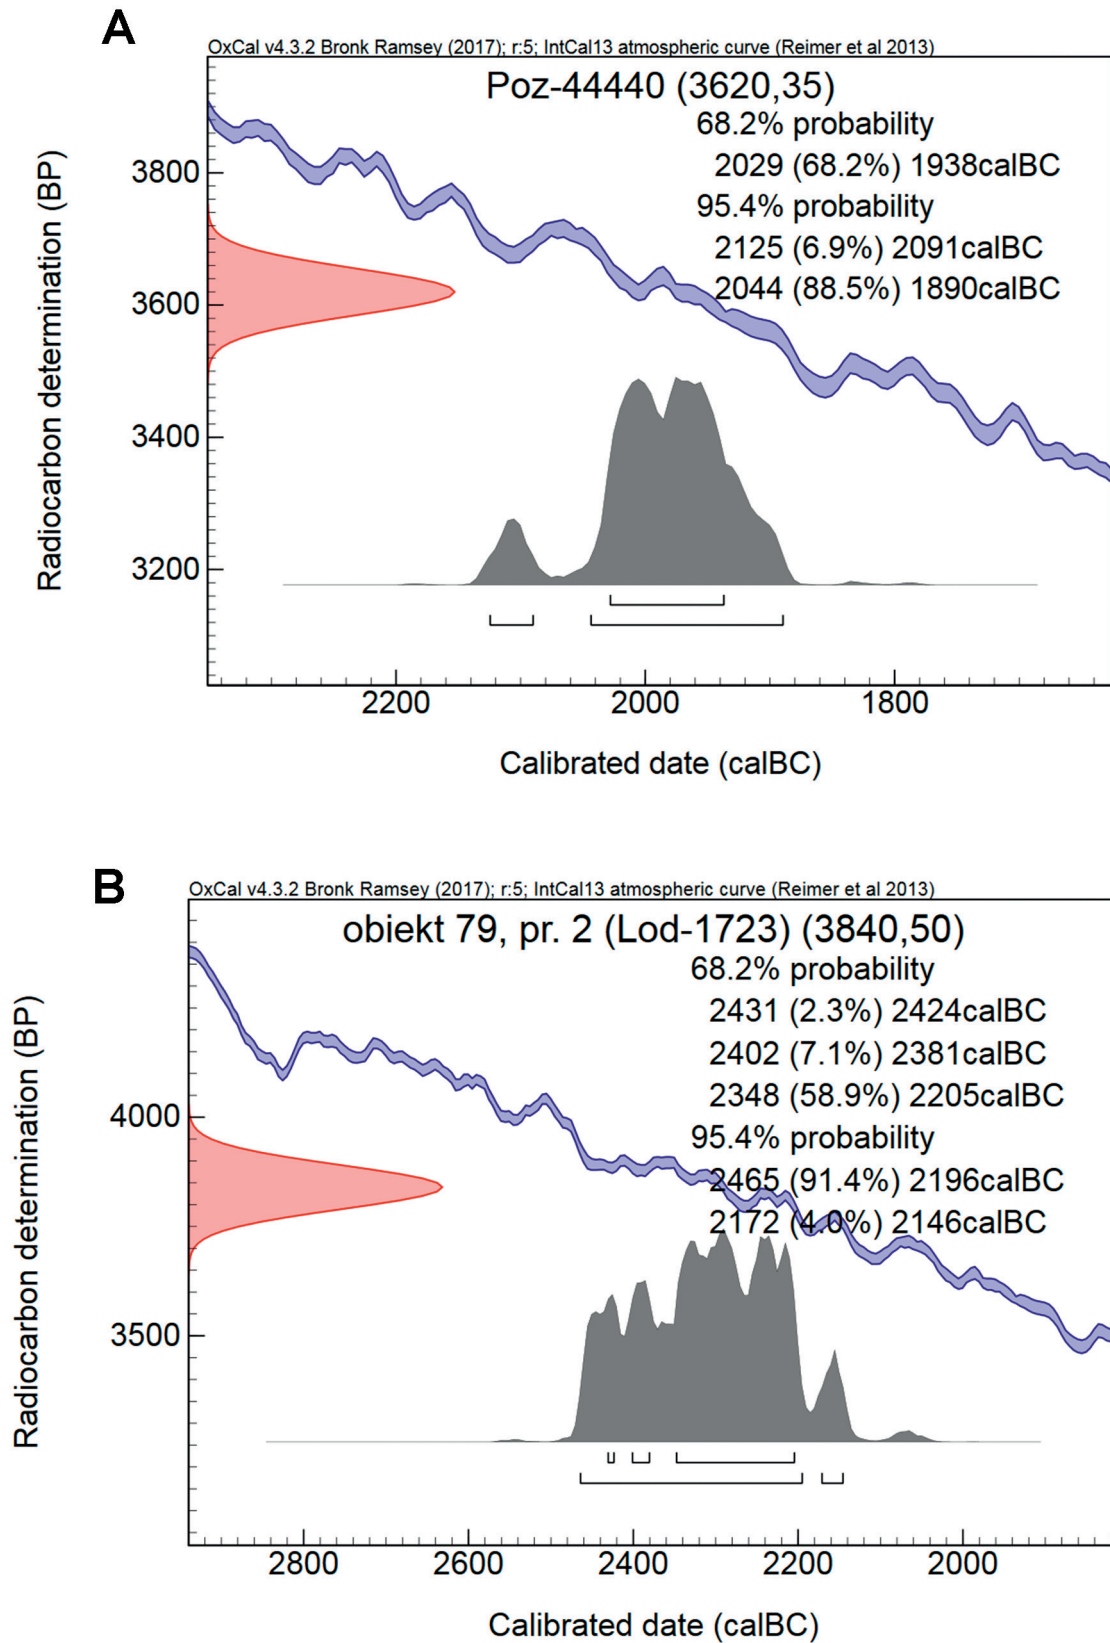 A
OxCal v4.3.2 Bronk Ramsey (2017); r:5; IntCal13 atmospheric curve (Reimer et al 2013)
Poz-44440 (3620,35)
68.2% probability
2029 (68.2%) 1938calBC
95.4% probability
2125 (6.9%) 2091calBC
2044 (88.5%) 1890calBC
Radiocarbon determination (BP)
3800
3600
3400
3200
2200 2000 1800
Calibrated date (calBC)
B
OxCal v4.3.2 Bronk Ramsey (2017); r:5; IntCal13 atmospheric curve (Reimer et al 2013)
obiekt 79, pr. 2 (Lod-1723) (3840,50)
68.2% probability
2431 (2.3%) 2424calBC
2402 (7.1%) 2381calBC
2348 (58.9%) 2205calBC
95.4% probability
2465 (91.4%) 2196calBC
2172 (4.0%) 2146calBC
Radiocarbon determination (BP)
4000
3500
2800 2600 2400 2200 2000
Calibrated date (calBC)